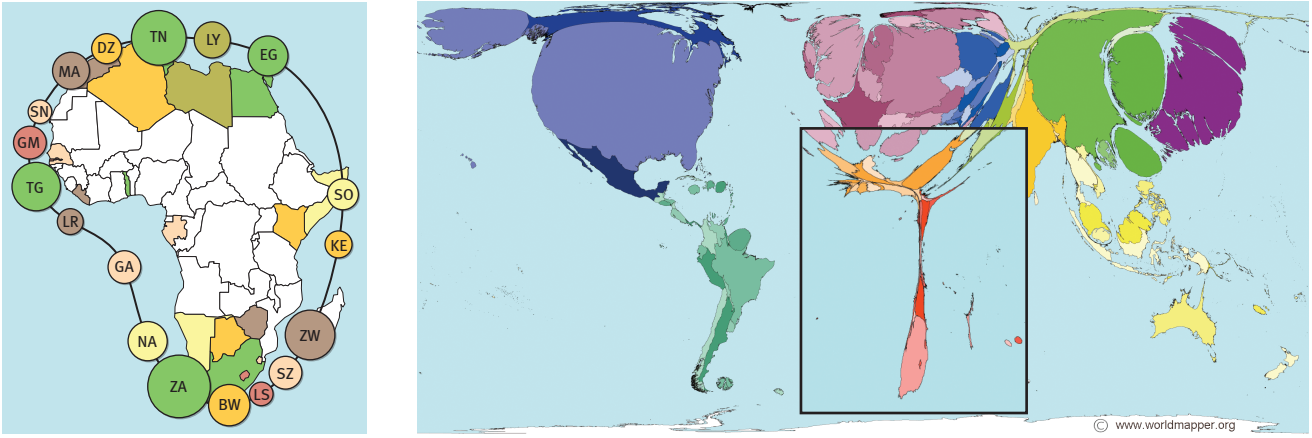 TN
LY
EG
DZ
MA
SN
GM
TG
SO
LR
KE
GA
NA
ZW
ZA
SZ
LS
BW
© www.worldmapper.org